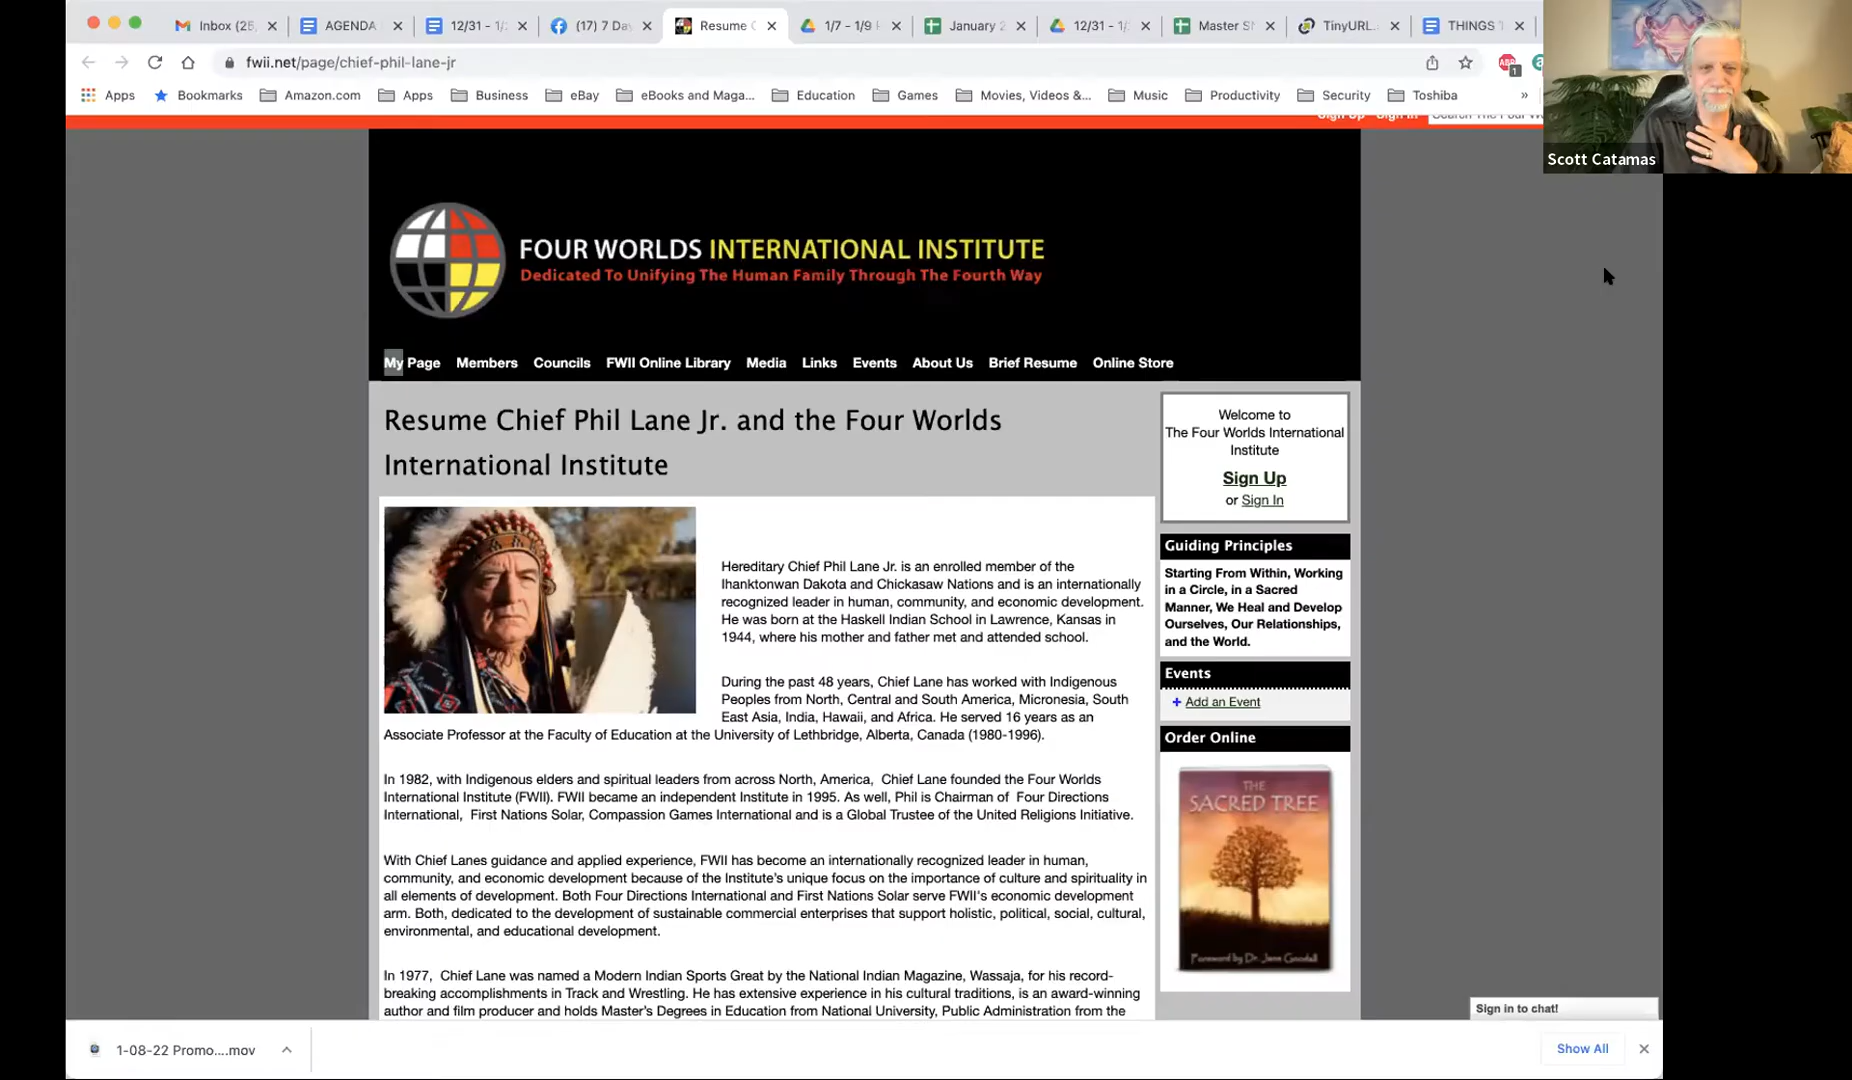 Inbox (25,
AGENDA
12/31 - 1/
(17) 7 Day
Resume C
1/7 - 1/9
January 2
12/31 - 1/
Master S
TinyURL.
THINGS
fwii.net/page/chief-phil-lane-jr
ABP
1
Apps
Bookmarks
Amazon.com
Apps
Business
eBay
eBooks and Maga...
Education
Games
Movies, Videos &...
Music
Productivity
Security
Toshiba
»
Scott Catamas
Sign Up
Sign In
Search The Four Wo
FOUR WORLDS INTERNATIONAL INSTITUTE
Dedicated To Unifying The Human Family Through The Fourth Way
My Page
Members
Councils
FWII Online Library
Media
Links
Events
About Us
Brief Resume
Online Store
Resume Chief Phil Lane Jr. and the Four Worlds
International Institute
Hereditary Chief Phil Lane Jr. is an enrolled member of the
Ihanktonwan Dakota and Chickasaw Nations and is an internationally
recognized leader in human, community, and economic development.
He was born at the Haskell Indian School in Lawrence, Kansas in
1944, where his mother and father met and attended school.
During the past 48 years, Chief Lane has worked with Indigenous
Peoples from North, Central and South America, Micronesia, South
East Asia, India, Hawaii, and Africa. He served 16 years as an
Associate Professor at the Faculty of Education at the University of Lethbridge, Alberta, Canada (1980-1996).
In 1982, with Indigenous elders and spiritual leaders from across North, America,  Chief Lane founded the Four Worlds
International Institute (FWII). FWII became an independent Institute in 1995. As well, Phil is Chairman of  Four Directions
International,  First Nations Solar, Compassion Games International and is a Global Trustee of the United Religions Initiative.
With Chief Lanes guidance and applied experience, FWII has become an internationally recognized leader in human,
community, and economic development because of the Institute's unique focus on the importance of culture and spirituality in
all elements of development. Both Four Directions International and First Nations Solar serve FWII's economic development
arm. Both, dedicated to the development of sustainable commercial enterprises that support holistic, political, social, cultural,
environmental, and educational development.
In 1977,  Chief Lane was named a Modern Indian Sports Great by the National Indian Magazine, Wassaja, for his record-
breaking accomplishments in Track and Wrestling. He has extensive experience in his cultural traditions, is an award-winning
author and film producer and holds Master's Degrees in Education from National University, Public Administration from the
Welcome to
The Four Worlds International
Institute
Sign Up
or Sign In
Guiding Principles
Starting From Within, Working
in a Circle, in a Sacred
Manner, We Heal and Develop
Ourselves, Our Relationships,
and the World.
Events
+ Add an Event
Order Online
THE
SACRED TREE
Foreword by Dr. Jane Goodall
Sign in to chat!
1-08-22 Promo....mov
Show All